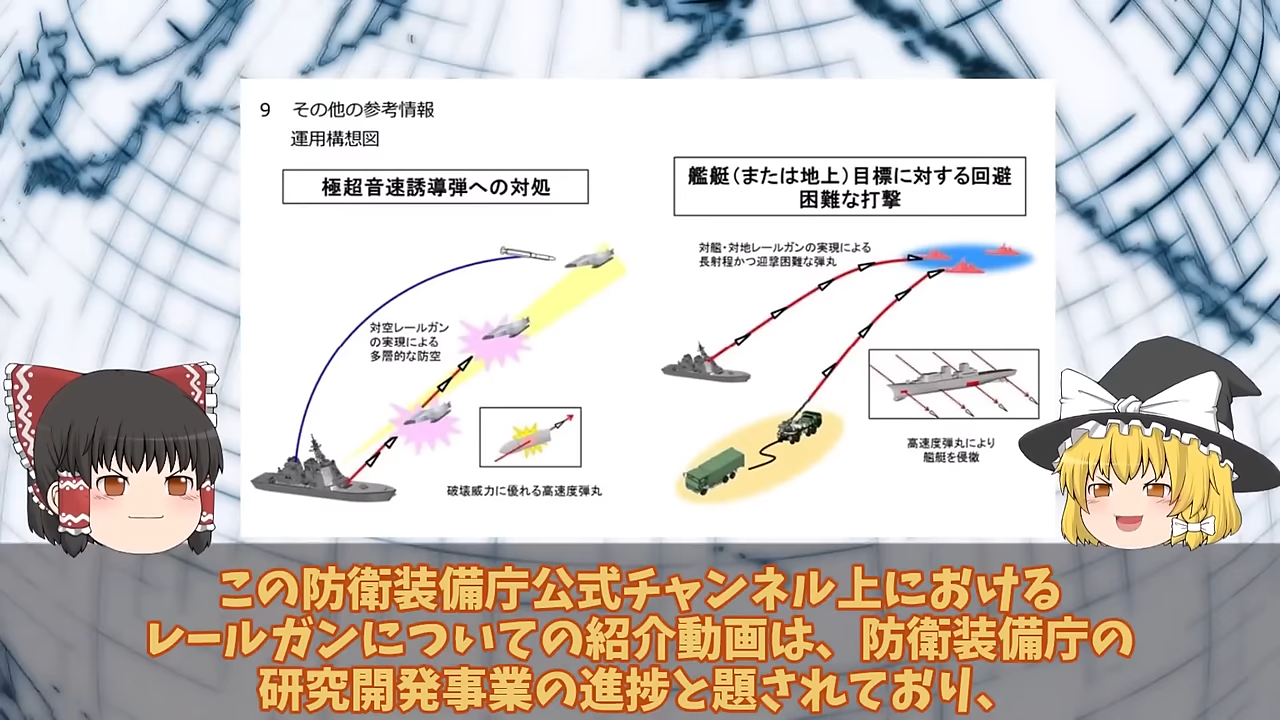 9 その他の参考情報
運用構想図
極超音速誘導弾への対処
対空レールガン
の実現による
多層的な防空
破壊威力に優れる高速度弾丸
艦艇（または地上）目標に対する回避
困難な打撃
対艦・対地レールガンの実現による
長射程かつ迎撃困難な弾丸
高速度弾丸により
艦艇を侵徹
この防衛装備庁公式チャンネル上における
レールガンについての紹介動画は、防衛装備庁の
研究開発事業の進捗と題されており、